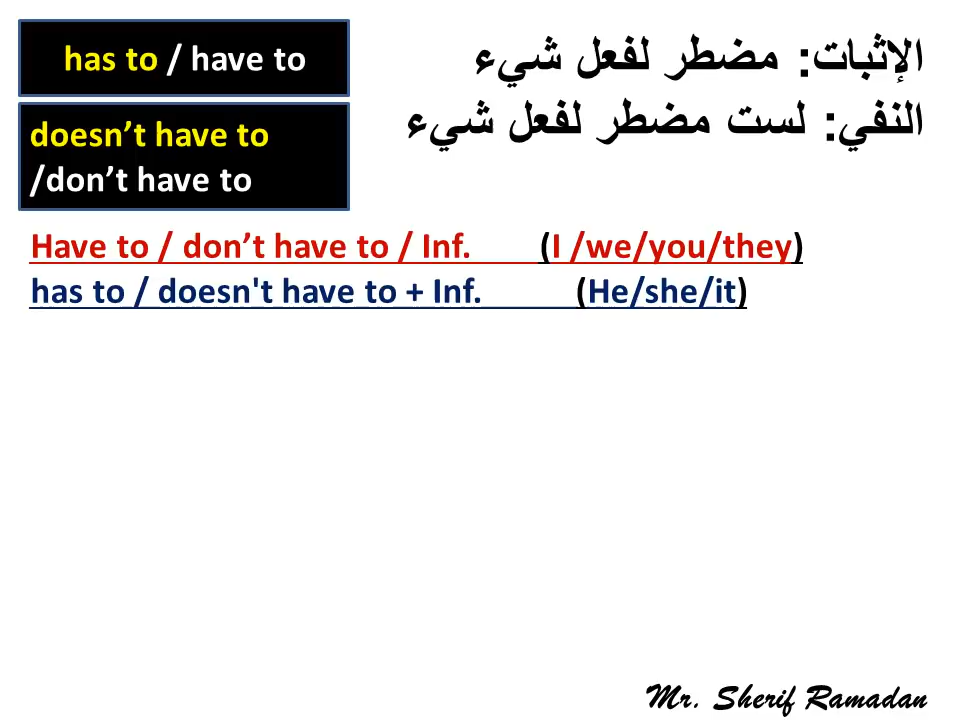 has to / have to
doesn’t have to
/don’t have to
الإثبات: مضطر لفعل شيء
النفي: لست مضطر لفعل شيء
Have to / don’t have to / Inf. (I /we/you/they)
has to / doesn't have to + Inf. (He/she/it)
Mr. Sherif Ramadan